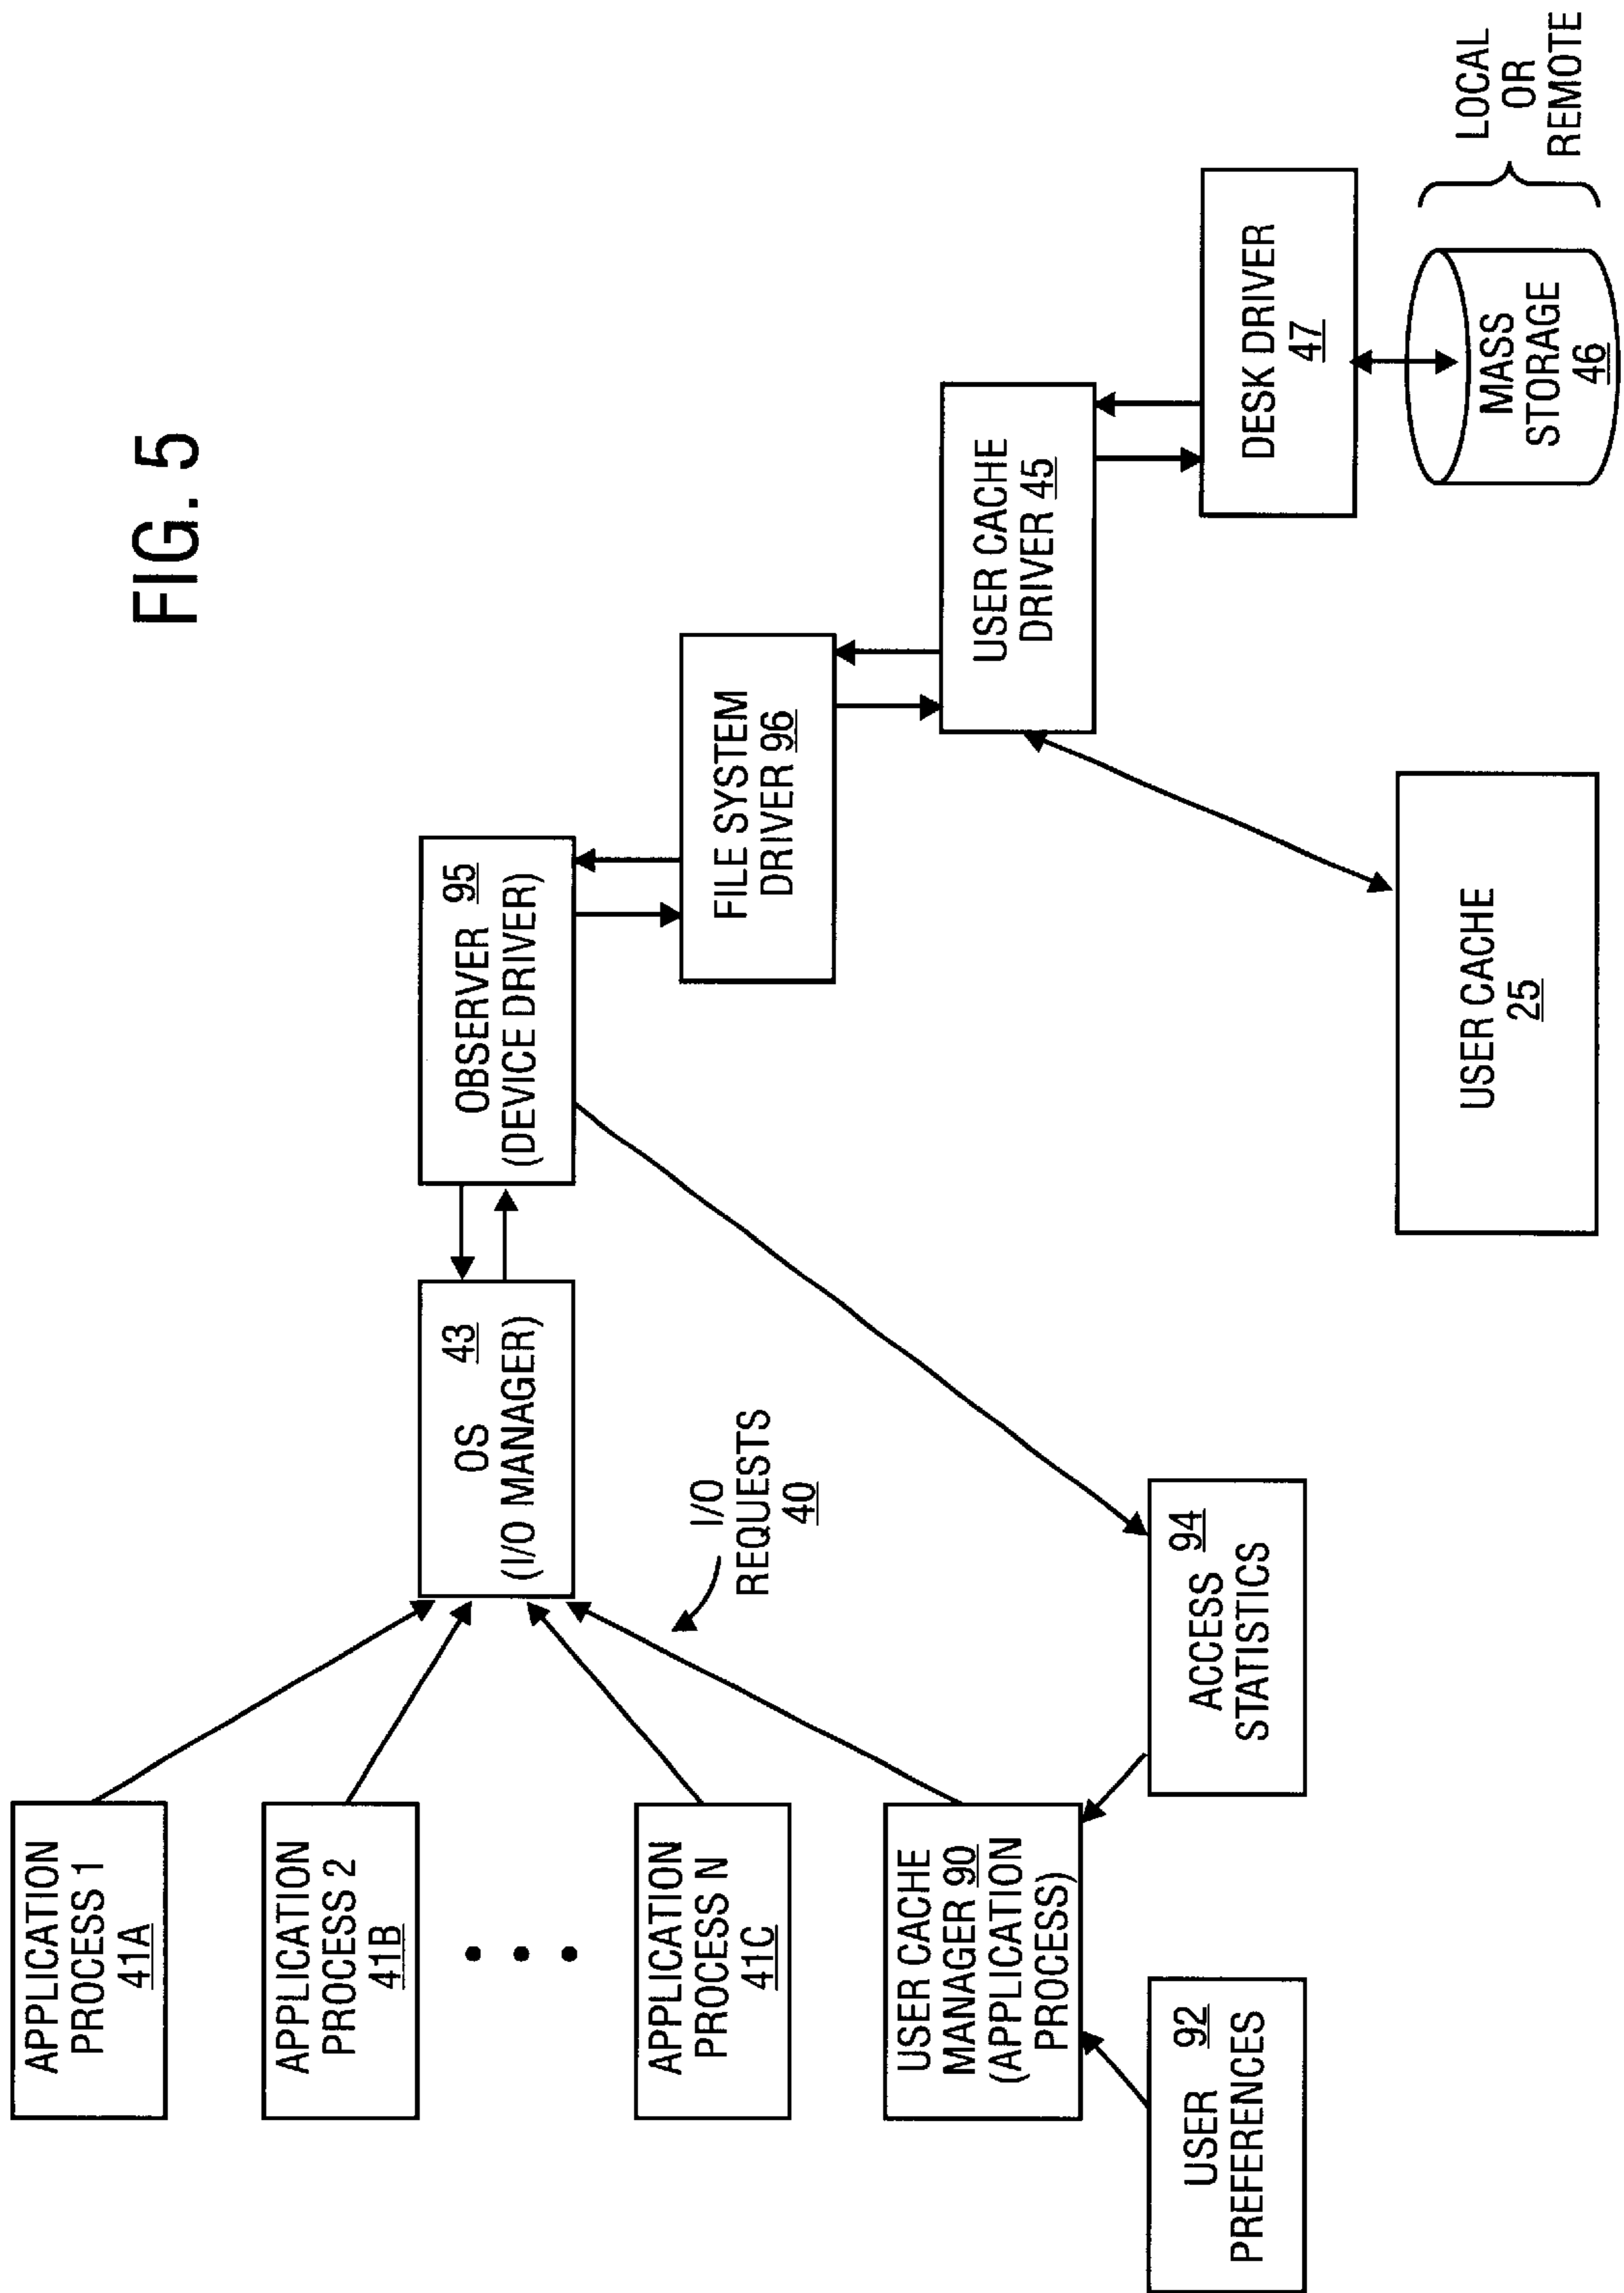 FIG. 5
APPLICATION
PROCESS 1
41A
APPLICATION
PROCESS 2
41B
APPLICATION
PROCESS N
41C
USER CACHE
MANAGER 90
(APPLICATION
PROCESS)
USER 92
PREFERENCES
ACCESS 94
STATISTICS
I/O
REQUESTS
40
OS 43
(I/O MANAGER)
OBSERVER 95
(DEVICE DRIVER)
FILE SYSTEM
DRIVER 96
USER CACHE
DRIVER 45
USER CACHE
25
DESK DRIVER
47
MASS
STORAGE
46
LOCAL
OR
REMOTE